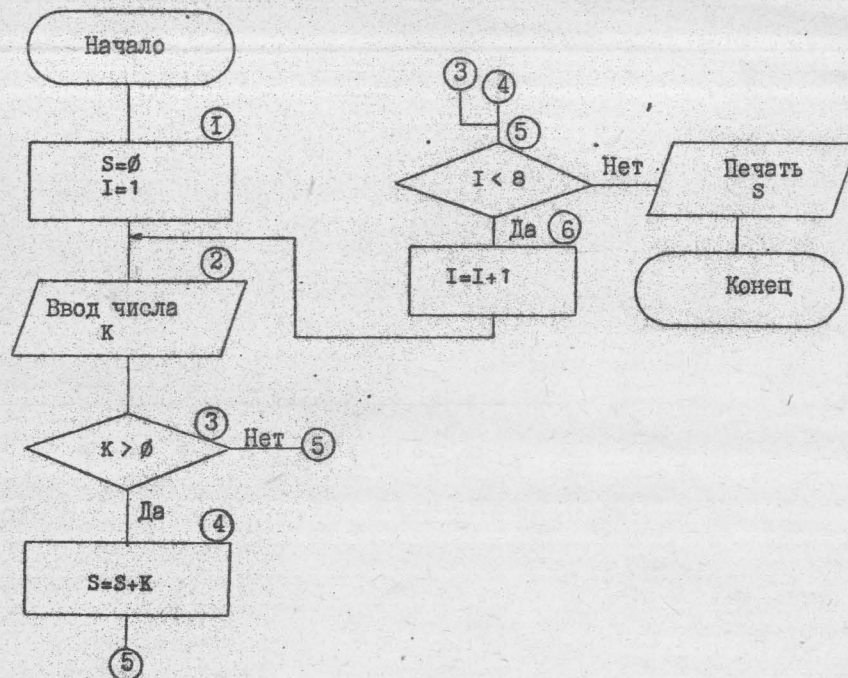 Начало
1
S=Ø
I=1
2
Ввод числа
K
3
K > Ø
Нет
5
Да
4
S=S+K
5
3
4
5
I < 8
Нет
Печать
S
Да
6
I=I+1
Конец